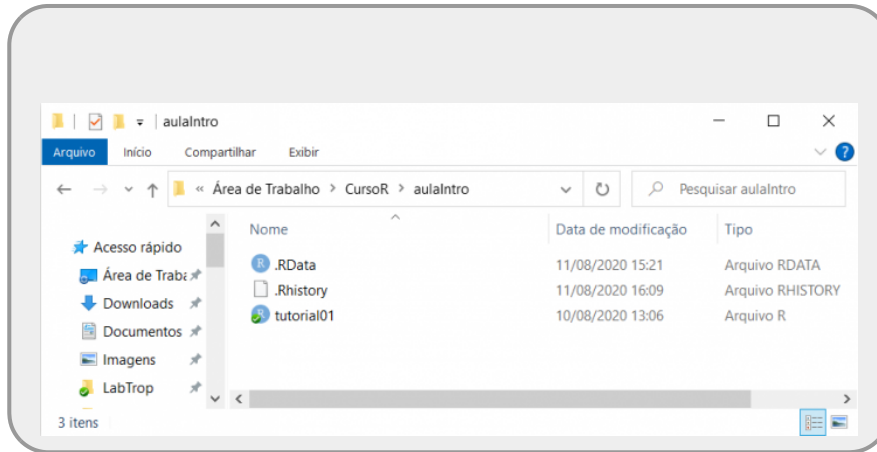 aulaIntro
Arquivo Início Compartilhar Exibir
« Área de Trabalho > CursoR > aulaIntro Pesquisar aulaIntro
Nome Data de modificação Tipo
Acesso rápido
Área de Traba
Downloads
Documentos
Imagens
LabTrop
.RData 11/08/2020 15:21 Arquivo RDATA
.Rhistory 11/08/2020 16:09 Arquivo RHISTORY
tutorial01 10/08/2020 13:06 Arquivo R
3 itens